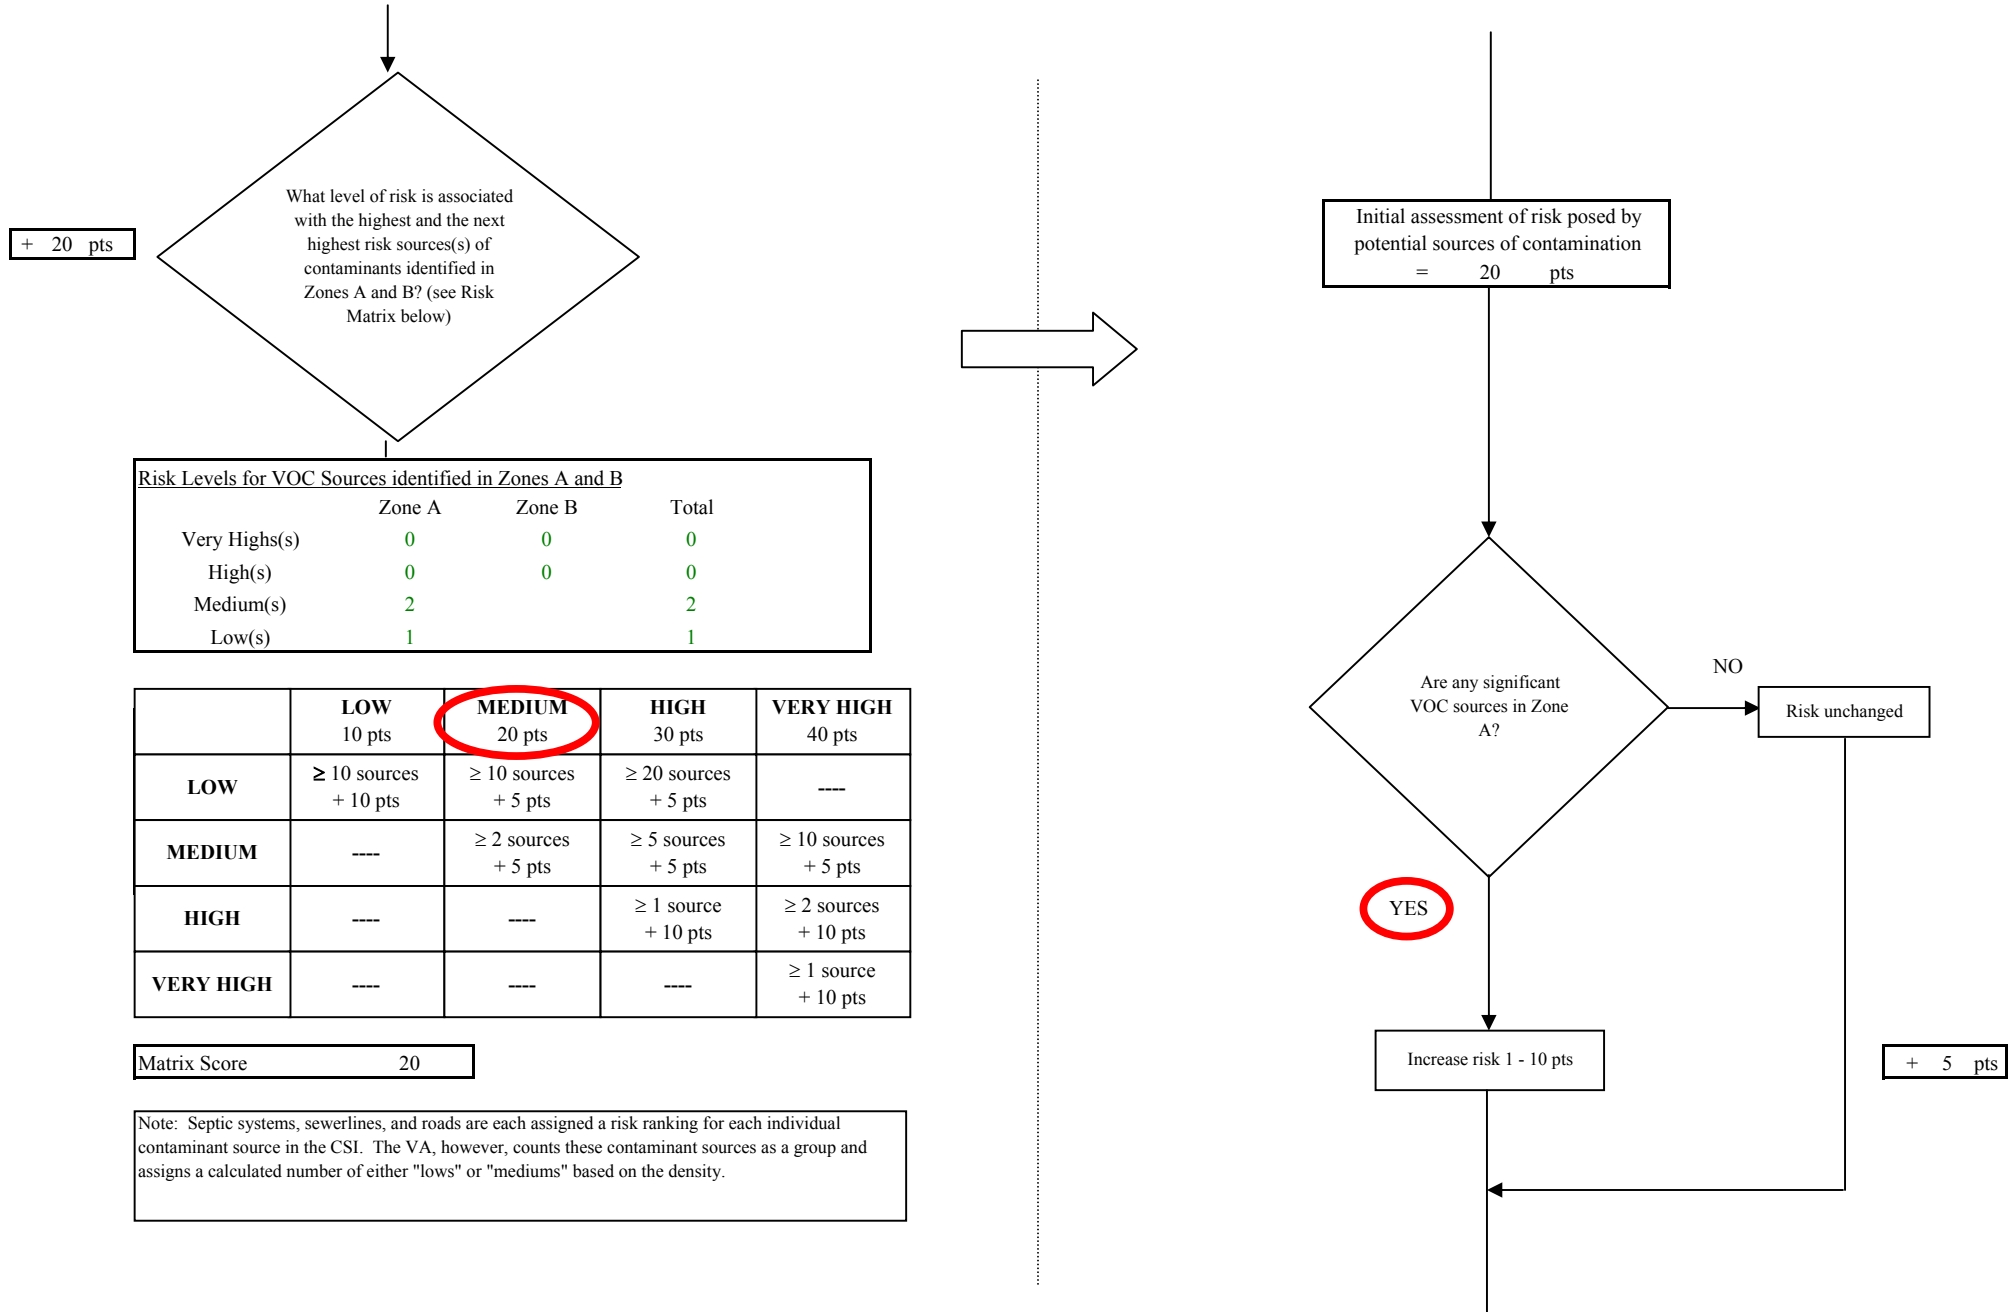 What level of risk is associated
with the highest and the next
highest risk sources(s) of
contaminants identified in
Zones A and B? (see Risk
Matrix below)
+ 20 pts
Risk Levels for VOC Sources identified in Zones A and B
Zone A Zone B Total
Very Highs(s) 0 0 0
High(s) 0 0 0
Medium(s) 2 2
Low(s) 1 1
LOW MEDIUM HIGH VERY HIGH
10 pts 20 pts 30 pts 40 pts
LOW
≥ 10 sources ≥ 10 sources ≥ 20 sources ----
+ 10 pts + 5 pts + 5 pts
MEDIUM
---- ≥ 2 sources ≥ 5 sources ≥ 10 sources
+ 5 pts + 5 pts + 5 pts
HIGH
---- ---- ≥ 1 source ≥ 2 sources
+ 10 pts + 10 pts
VERY HIGH
---- ---- ---- ≥ 1 source
+ 10 pts
Matrix Score 20
Note: Septic systems, sewerlines, and roads are each assigned a risk ranking for each individual
contaminant source in the CSI. The VA, however, counts these contaminant sources as a group and
assigns a calculated number of either "lows" or "mediums" based on the density.
Initial assessment of risk posed by
potential sources of contamination
= 20 pts
Are any significant
VOC sources in Zone
A?
NO
Risk unchanged
YES
Increase risk 1 - 10 pts
+ 5 pts